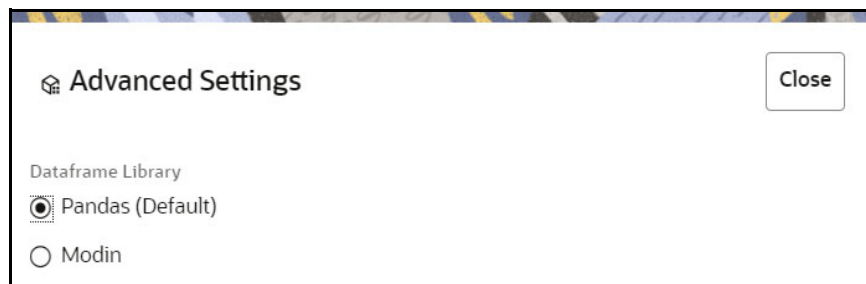 Advanced Settings
Close
Dataframe Library
Pandas (Default)
Modin